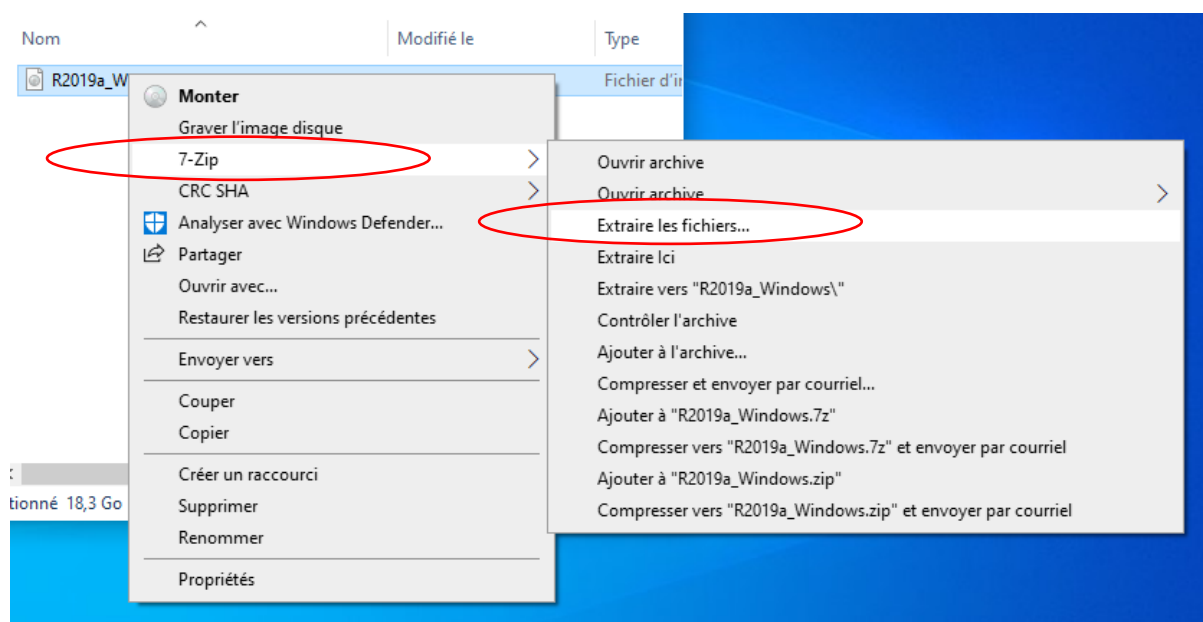 Nom Modifié le Type
R2019a_W Fichier d'i
Monter
Graver l'image disque
7-Zip
CRC SHA
Analyser avec Windows Defender...
Partager
Ouvrir avec...
Restaurer les versions précédentes
Envoyer vers
Couper
Copier
Créer un raccourci
Supprimer
Renommer
Propriétés
tionné 18,3 Go
Ouvrir archive
Ouvrir archive
Extraire les fichiers...
Extraire Ici
Extraire vers "R2019a_Windows\"
Contrôler l'archive
Ajouter à l'archive...
Compresser et envoyer par courriel...
Ajouter à "R2019a_Windows.7z"
Compresser vers "R2019a_Windows.7z" et envoyer par courriel
Ajouter à "R2019a_Windows.zip"
Compresser vers "R2019a_Windows.zip" et envoyer par courriel